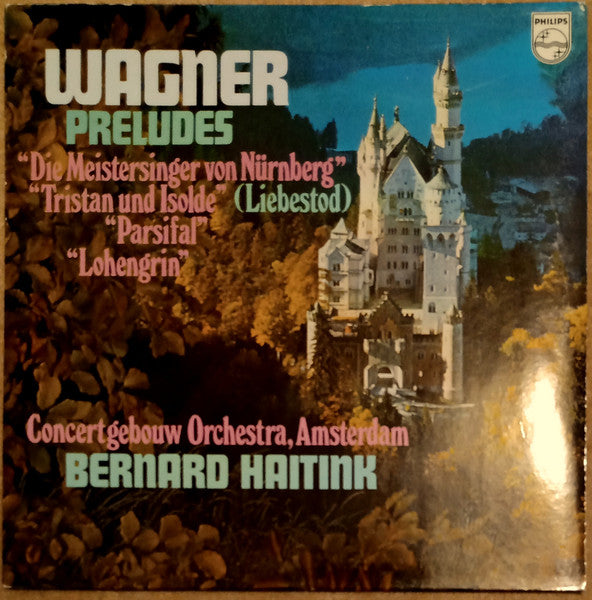 PHILIPS
WAGNER
PRELUDES
“Die Meistersinger von Nürnberg”
“Tristan und Isolde” (Liebestod)
“Parsifal”
“Lohengrin”
Concertgebouw Orchestra, Amsterdam
BERNARD HAITINK